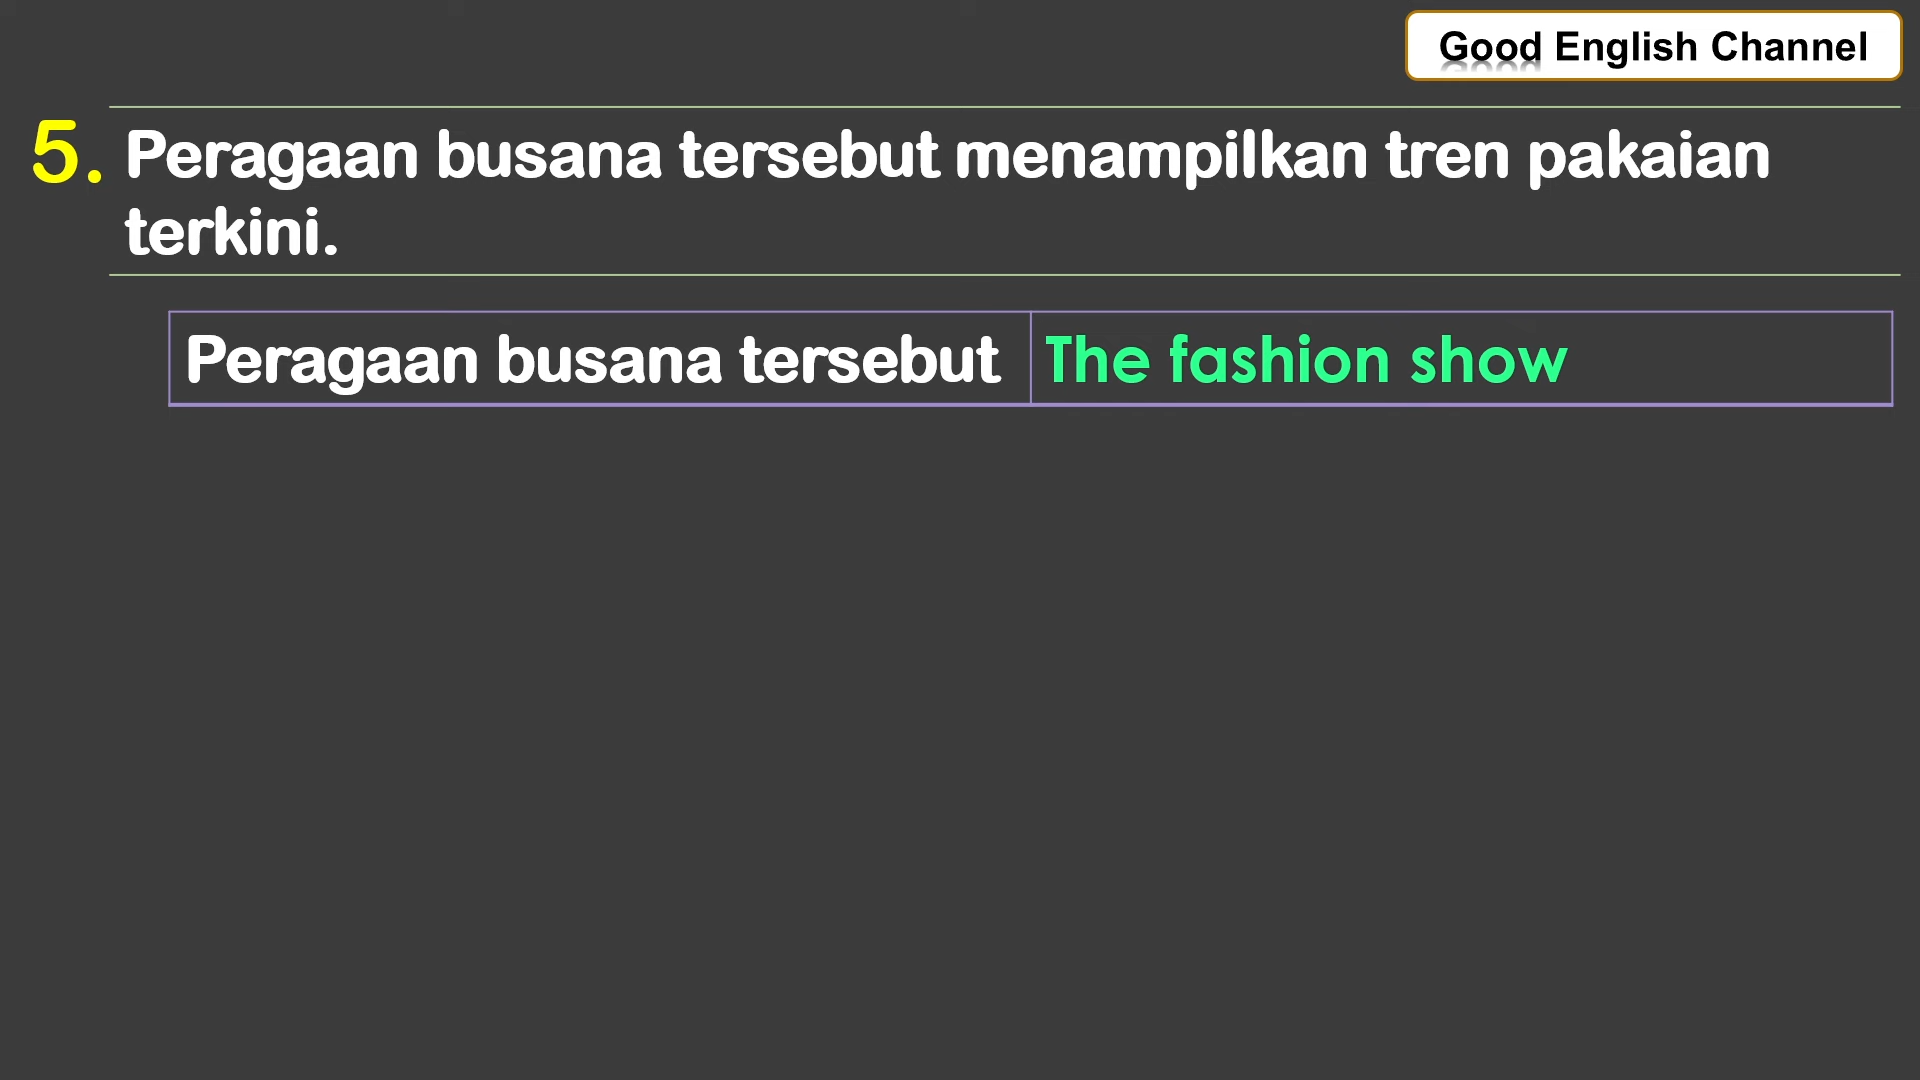 Good English Channel
5. Peragaan busana tersebut menampilkan tren pakaian
terkini.
Peragaan busana tersebut The fashion show